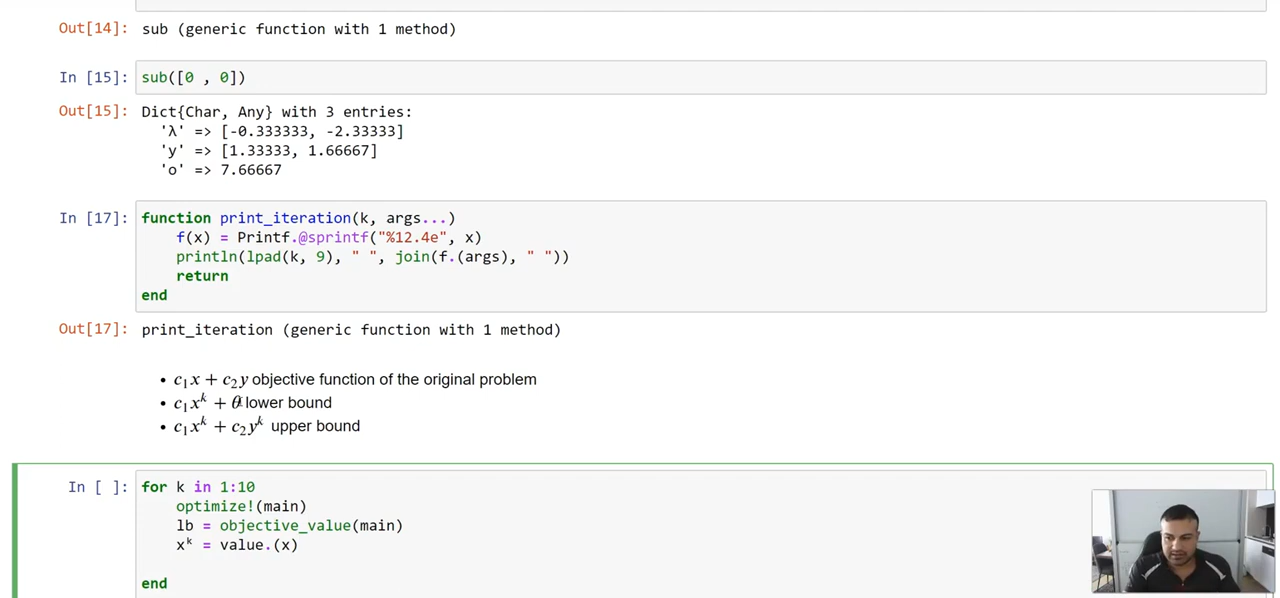 Out[14]: sub (generic function with 1 method)
In [15]: sub([0 , 0])
Out[15]: Dict{Char, Any} with 3 entries:
'λ' => [-0.333333, -2.33333]
'y' => [1.33333, 1.66667]
'o' => 7.66667
In [17]: function print_iteration(k, args...)
f(x) = Printf.@sprintf("%12.4e", x)
println(lpad(k, 9), " ", join(f.(args), " "))
return
end
Out[17]: print_iteration (generic function with 1 method)
• c₁x + c₂y objective function of the original problem
• c₁xᵏ + θ lower bound
• c₁xᵏ + c₂yᵏ upper bound
In [ ]: for k in 1:10
optimize!(main)
lb = objective_value(main)
xᵏ = value.(x)
end